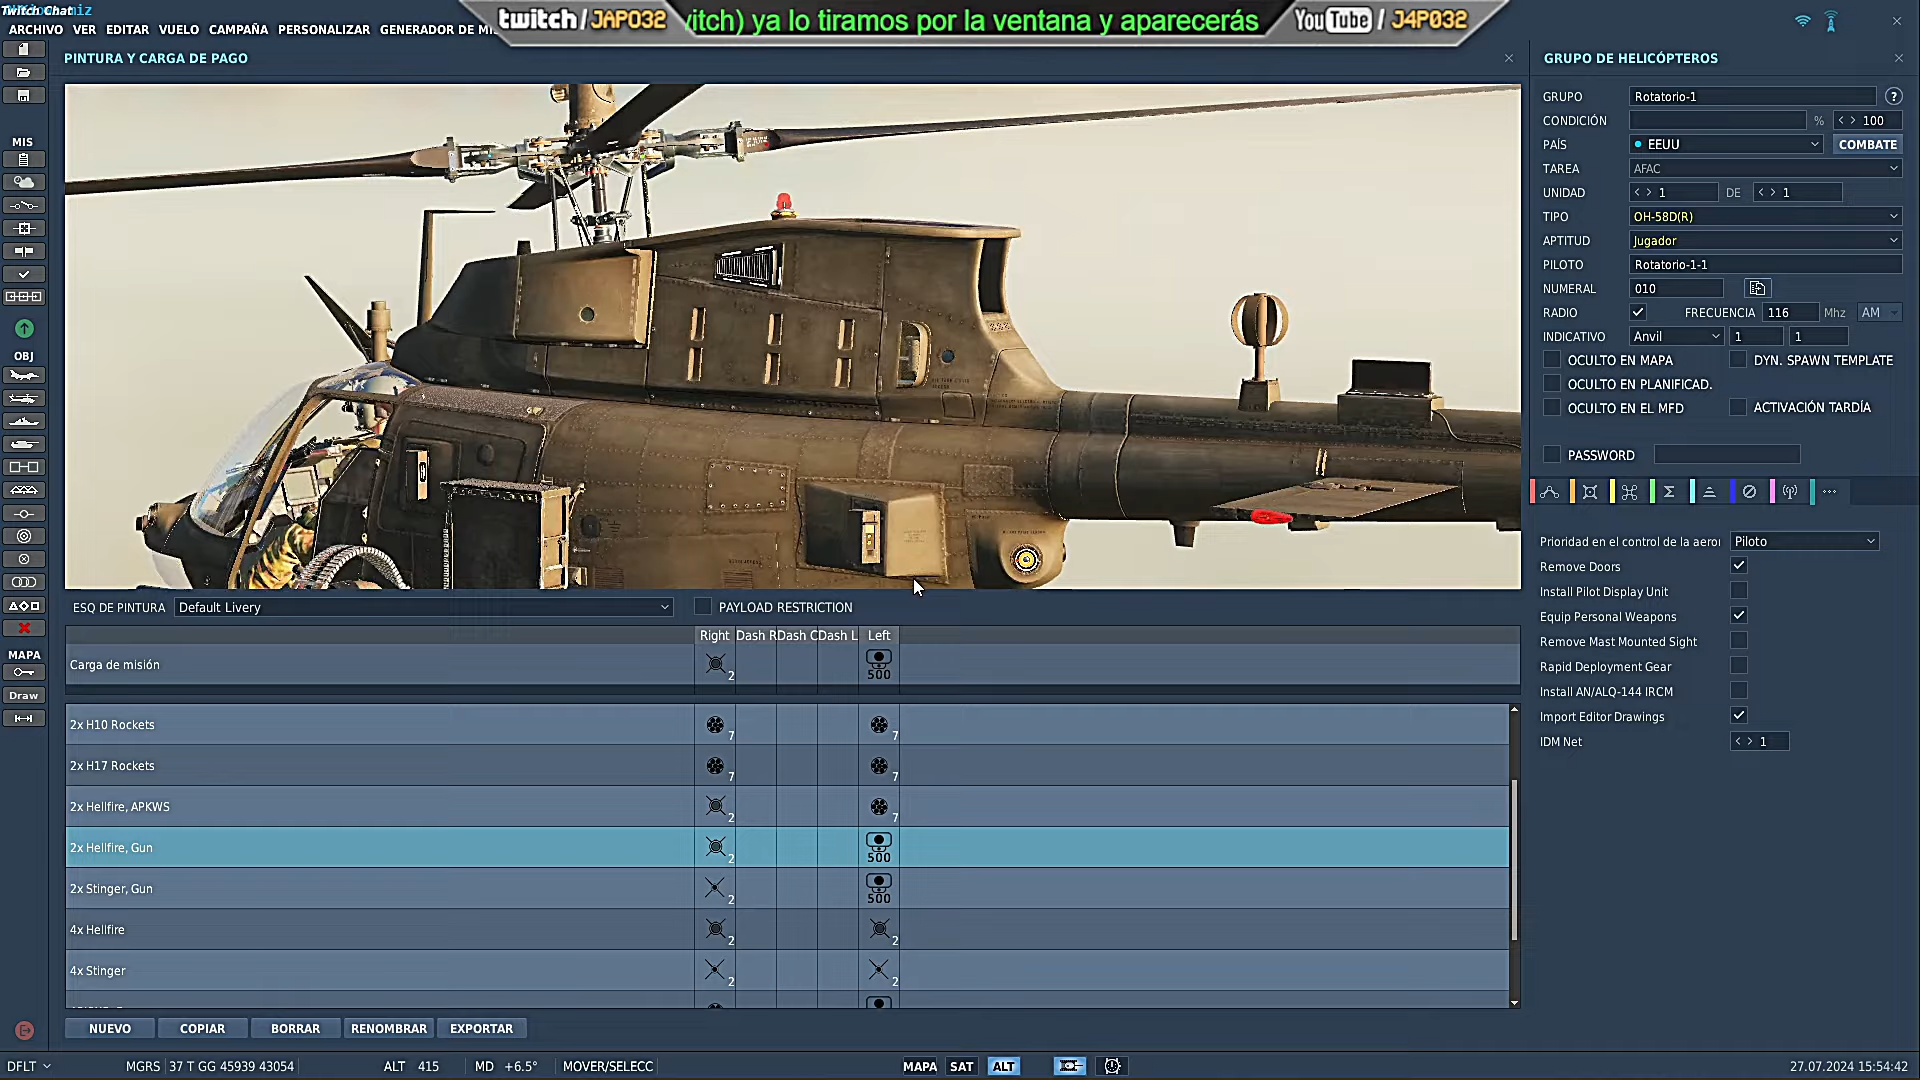 Twitch Chat
ARCHIVO VER EDITAR VUELO CAMPAÑA PERSONALIZAR GENERADOR DE MI
twitch / JAP032
vitch) ya lo tiramos por la ventana y aparecerás
YouTube / J4P032
PINTURA Y CARGA DE PAGO
MIS
OBJ
MAPA
Draw
ESQ DE PINTURA Default Livery PAYLOAD RESTRICTION
Right Dash R Dash C Dash L Left
Carga de misión 2 500
2x H10 Rockets 7 7
2x H17 Rockets 7 7
2x Hellfire, APKWS 2 7
2x Hellfire, Gun 2 500
2x Stinger, Gun 2 500
4x Hellfire 2 2
4x Stinger 2 2
NUEVO COPIAR BORRAR RENOMBRAR EXPORTAR
GRUPO DE HELICÓPTEROS
GRUPO Rotatorio-1 ?
CONDICIÓN % < > 100
PAÍS EEUU COMBATE
TAREA AFAC
UNIDAD < > 1 DE < > 1
TIPO OH-58D(R)
APTITUD Jugador
PILOTO Rotatorio-1-1
NUMERAL 010
RADIO FRECUENCIA 116 Mhz AM
INDICATIVO Anvil 1 1
OCULTO EN MAPA DYN. SPAWN TEMPLATE
OCULTO EN PLANIFICAD.
OCULTO EN EL MFD ACTIVACIÓN TARDÍA
PASSWORD
Prioridad en el control de la aeror Piloto
Remove Doors
Install Pilot Display Unit
Equip Personal Weapons
Remove Mast Mounted Sight
Rapid Deployment Gear
Install AN/ALQ-144 IRCM
Import Editor Drawings
IDM Net < > 1
DFLT MGRS 37 T GG 45939 43054 ALT 415 MD +6.5° MOVER/SELECC MAPA SAT ALT 27.07.2024 15:54:42